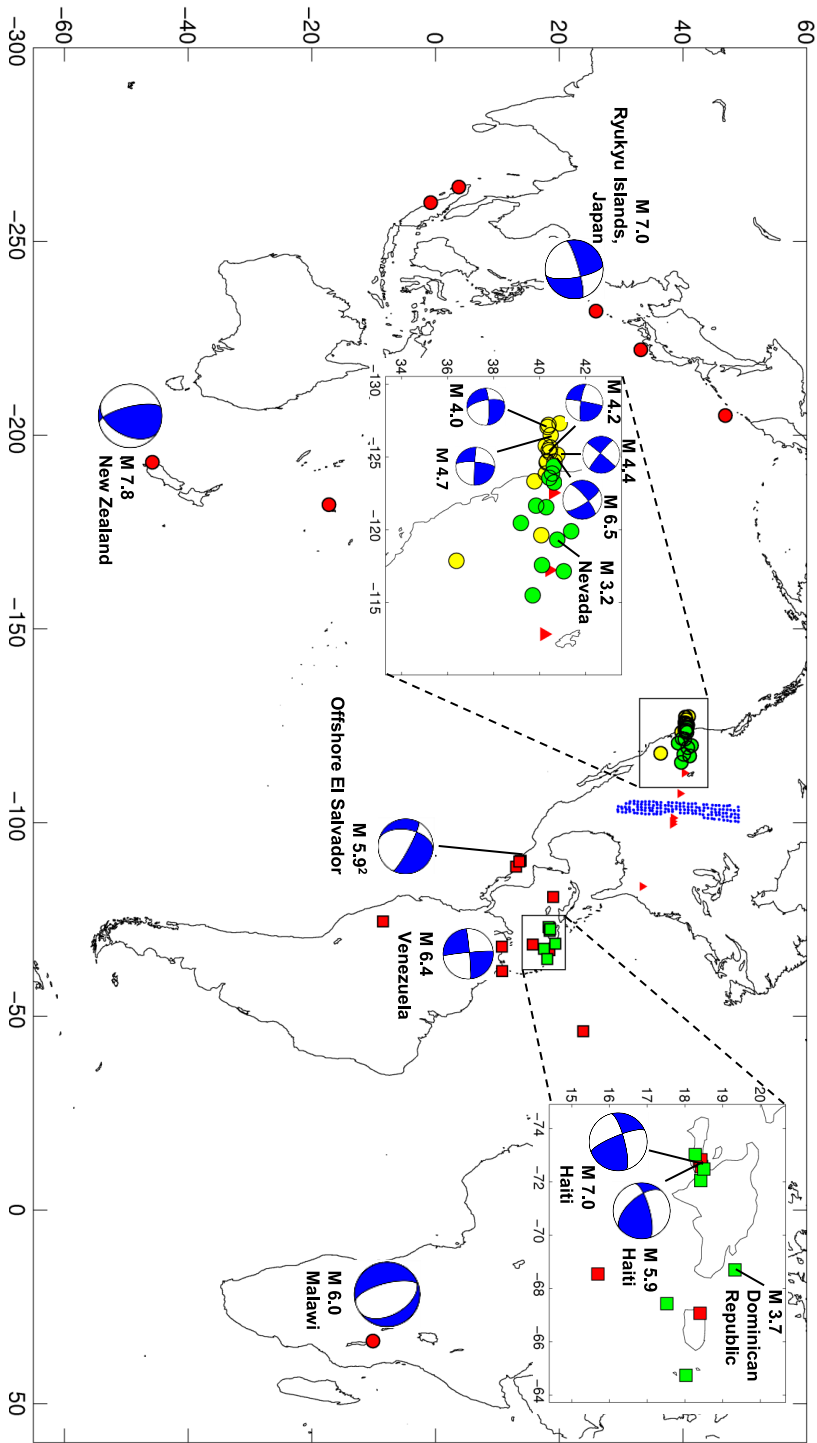 60
40
20
0
−20
−40
−60
−300
−250
−200
−150
−100
−50
0
50
M 7.0
Ryukyu Islands,
Japan
M 7.8
New Zealand
42
40
38
36
34
−130
−125
−120
−115
M 4.2
M 4.4
M 6.5
M 4.0
M 4.7
M 3.2
Nevada
M 5.9²
Offshore El Salvador
M 6.4
Venezuela
20
19
18
17
16
15
−74
−72
−70
−68
−66
−64
M 7.0
Haiti
M 5.9
Haiti
M 3.7
Dominican
Republic
M 6.0
Malawi